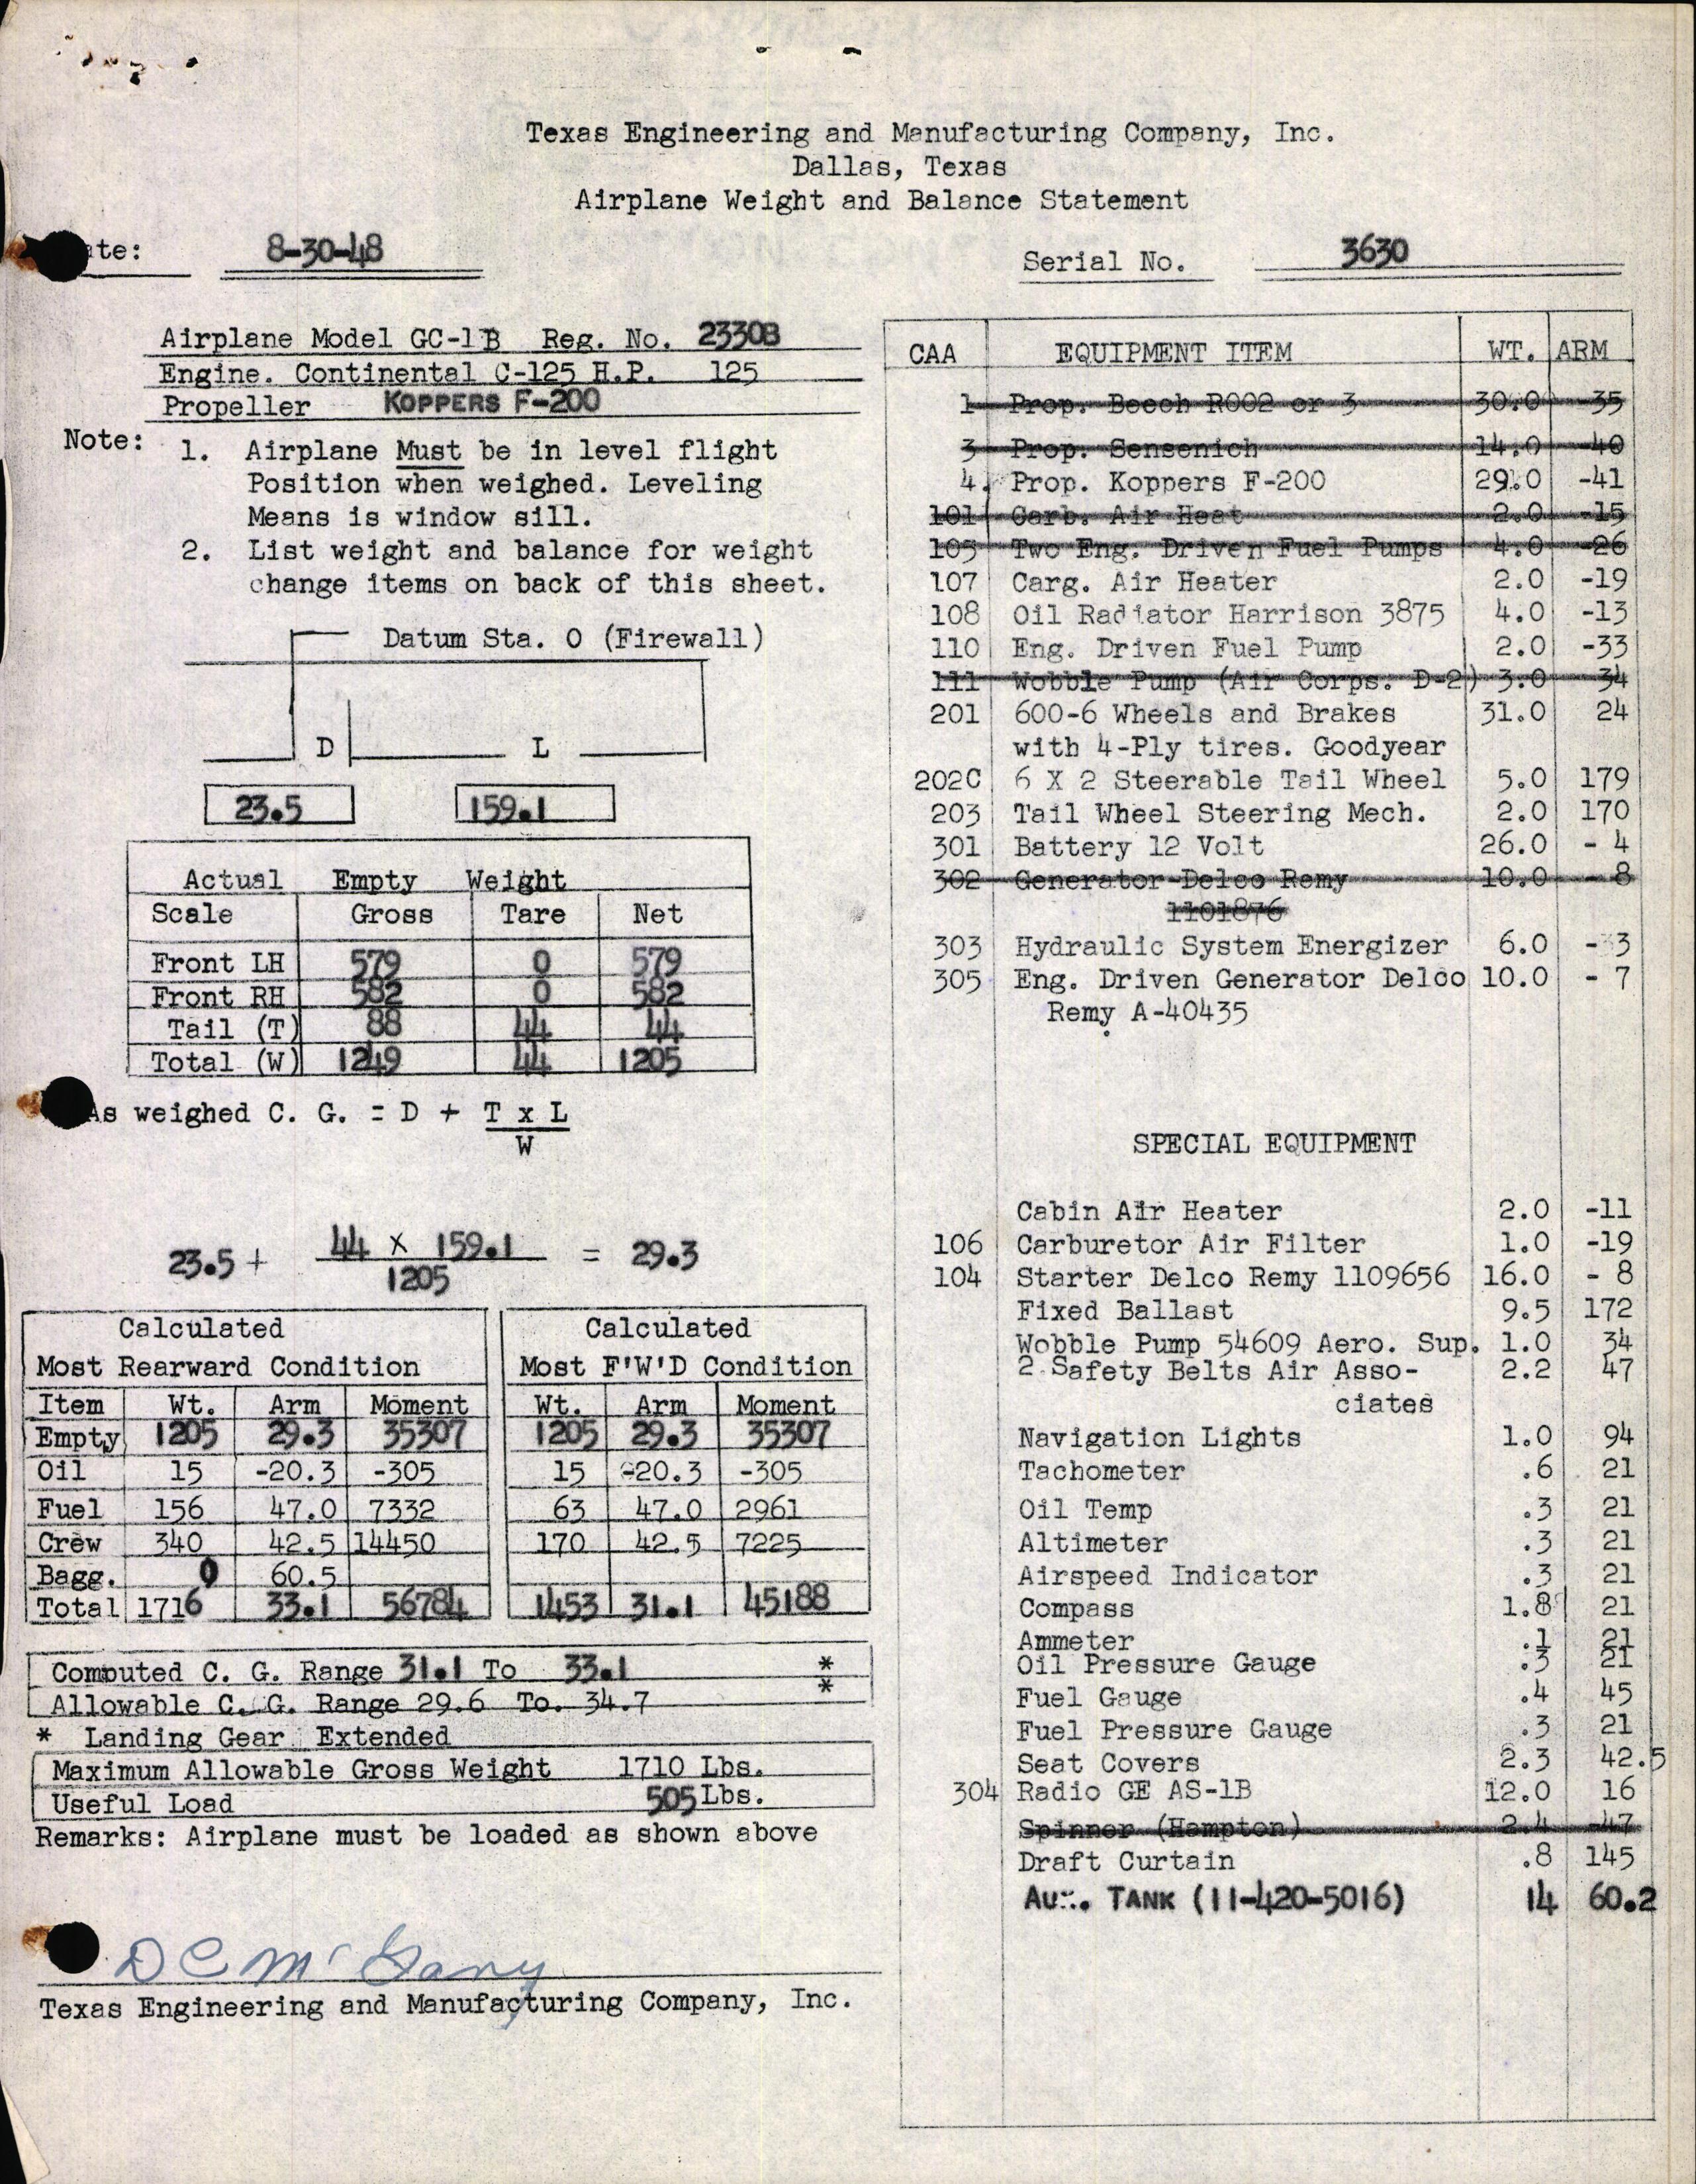 Texas Engineering and Manufacturing Company, Inc.
Dallas, Texas
Airplane Weight and Balance Statement
ate: 8-30-48
Serial No. 3630
Airplane Model GC-1B Reg. No. 2330B
Engine. Continental C-125 H.P. 125
Propeller KOPPERS F-200
Note: 1. Airplane Must be in level flight
Position when weighed. Leveling
Means is window sill.
2. List weight and balance for weight
change items on back of this sheet.
Datum Sta. 0 (Firewall)
D L
23.5 159.1
Actual Empty Weight
Scale Gross Tare Net
Front LH 579 0 579
Front RH 582 0 582
Tail (T) 88 44 44
Total (W) 1249 44 1205
As weighed C. G. = D + T x L
W
23.5 + 44 x 159.1 = 29.3
1205
Calculated
Most Rearward Condition
Item Wt. Arm Moment
Empty 1205 29.3 35307
Oil 15 -20.3 -305
Fuel 156 47.0 7332
Crew 340 42.5 14450
Bagg. 0 60.5
Total 1716 33.1 56784
Calculated
Most F'W'D Condition
Wt. Arm Moment
1205 29.3 35307
15 -20.3 -305
63 47.0 2961
170 42.5 7225
1453 31.1 45188
Computed C. G. Range 31.1 To 33.1 *
Allowable C. G. Range 29.6 To. 34.7 *
* Landing Gear Extended
Maximum Allowable Gross Weight 1710 Lbs.
Useful Load 505 Lbs.
Remarks: Airplane must be loaded as shown above
D C McGany
Texas Engineering and Manufacturing Company, Inc.
CAA EQUIPMENT ITEM WT. ARM
1 Prop. Beech R002 or 3 30.0 -35
3 Prop. Sensenich 14.0 -40
4. Prop. Koppers F-200 29.0 -41
101 Carb. Air Heat 2.0 -15
105 Two Eng. Driven Fuel Pumps 4.0 -26
107 Carg. Air Heater 2.0 -19
108 Oil Radiator Harrison 3875 4.0 -13
110 Eng. Driven Fuel Pump 2.0 -33
111 Wobble Pump (Air Corps. D-2) 3.0 34
201 600-6 Wheels and Brakes 31.0 24
with 4-Ply tires. Goodyear
202C 6 X 2 Steerable Tail Wheel 5.0 179
203 Tail Wheel Steering Mech. 2.0 170
301 Battery 12 Volt 26.0 - 4
302 Generator-Delco Remy 10.0 - 8
1101876
303 Hydraulic System Energizer 6.0 - 3
305 Eng. Driven Generator Delco 10.0 - 7
Remy A-40435
SPECIAL EQUIPMENT
Cabin Air Heater 2.0 -11
106 Carburetor Air Filter 1.0 -19
104 Starter Delco Remy 1109656 16.0 - 8
Fixed Ballast 9.5 172
Wobble Pump 54609 Aero. Sup. 1.0 34
2 Safety Belts Air Asso- 2.2 47
ciates
Navigation Lights 1.0 94
Tachometer .6 21
Oil Temp .3 21
Altimeter .3 21
Airspeed Indicator .3 21
Compass 1.8 21
Ammeter .1 21
Oil Pressure Gauge .3 21
Fuel Gauge .4 45
Fuel Pressure Gauge .3 21
Seat Covers 2.3 42.5
304 Radio GE AS-1B 12.0 16
Spinner (Hampton) 2.4 -47
Draft Curtain .8 145
TANK (11-420-5016) 14 60.2